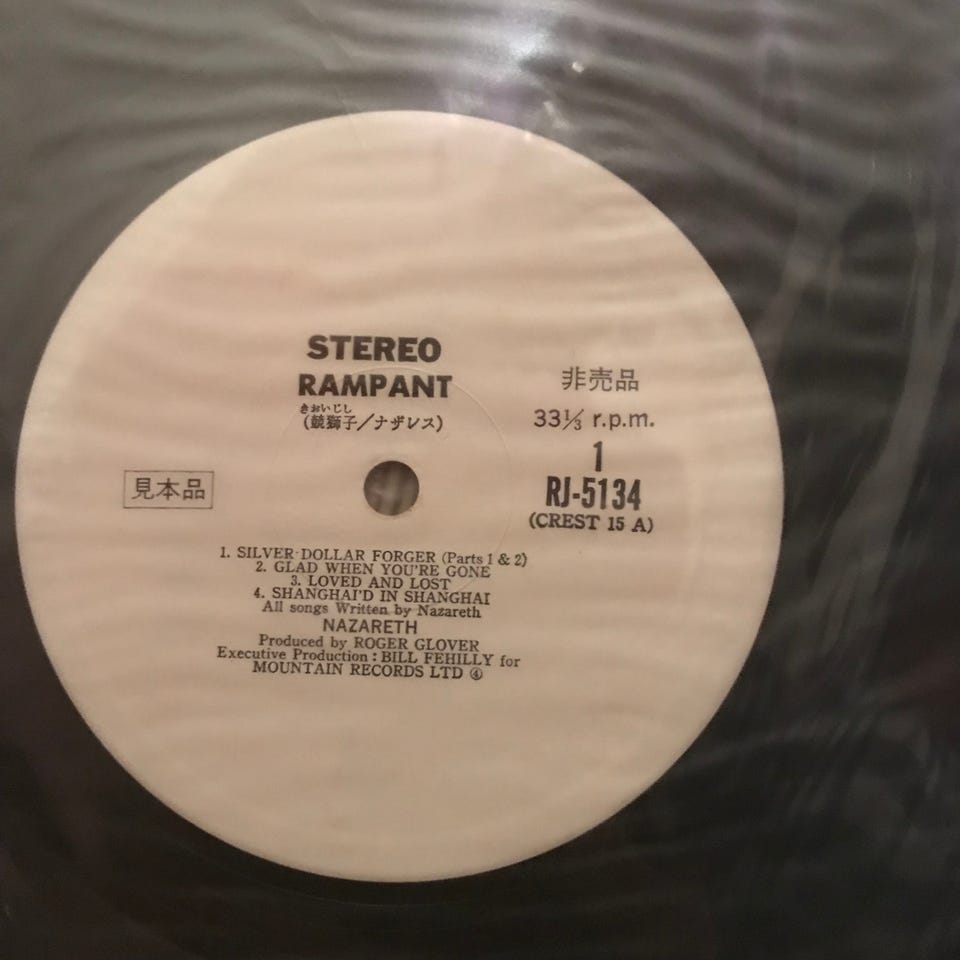 STEREO
RAMPANT
きおいじし
(競獅子/ナザレス)
非売品
33⅓ r.p.m.
1
RJ-5134
(CREST 15 A)
見本品
1. SILVER DOLLAR FORGER (Parts 1 & 2)
2. GLAD WHEN YOU'RE GONE
3. LOVED AND LOST
4. SHANGHAI'D IN SHANGHAI
All songs Written by Nazareth
NAZARETH
Produced by ROGER GLOVER
Executive Production : BILL FEHILLY for
MOUNTAIN RECORDS LTD ④